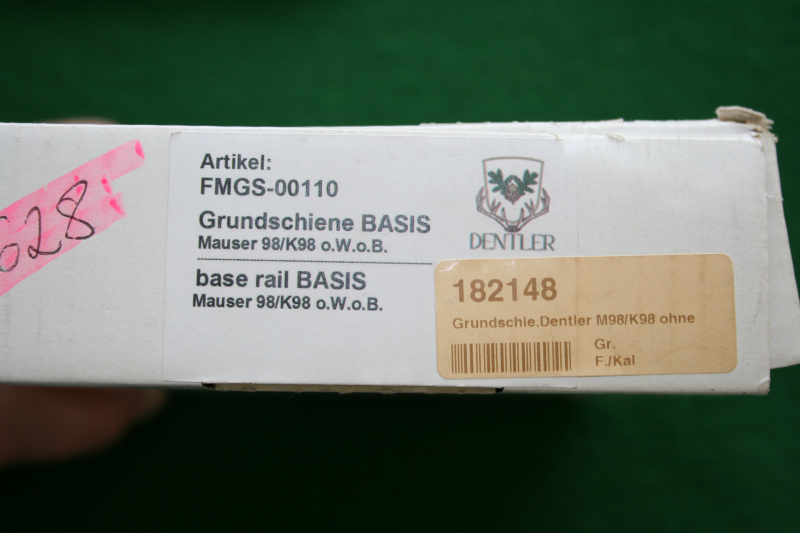 628
Artikel:
FMGS-00110
Grundschiene BASIS
Mauser 98/K98 o.W.o.B.
base rail BASIS
Mauser 98/K98 o.W.o.B.
DENTLER
182148
Grundschie.Dentler M98/K98 ohne
Gr.
F./Kal